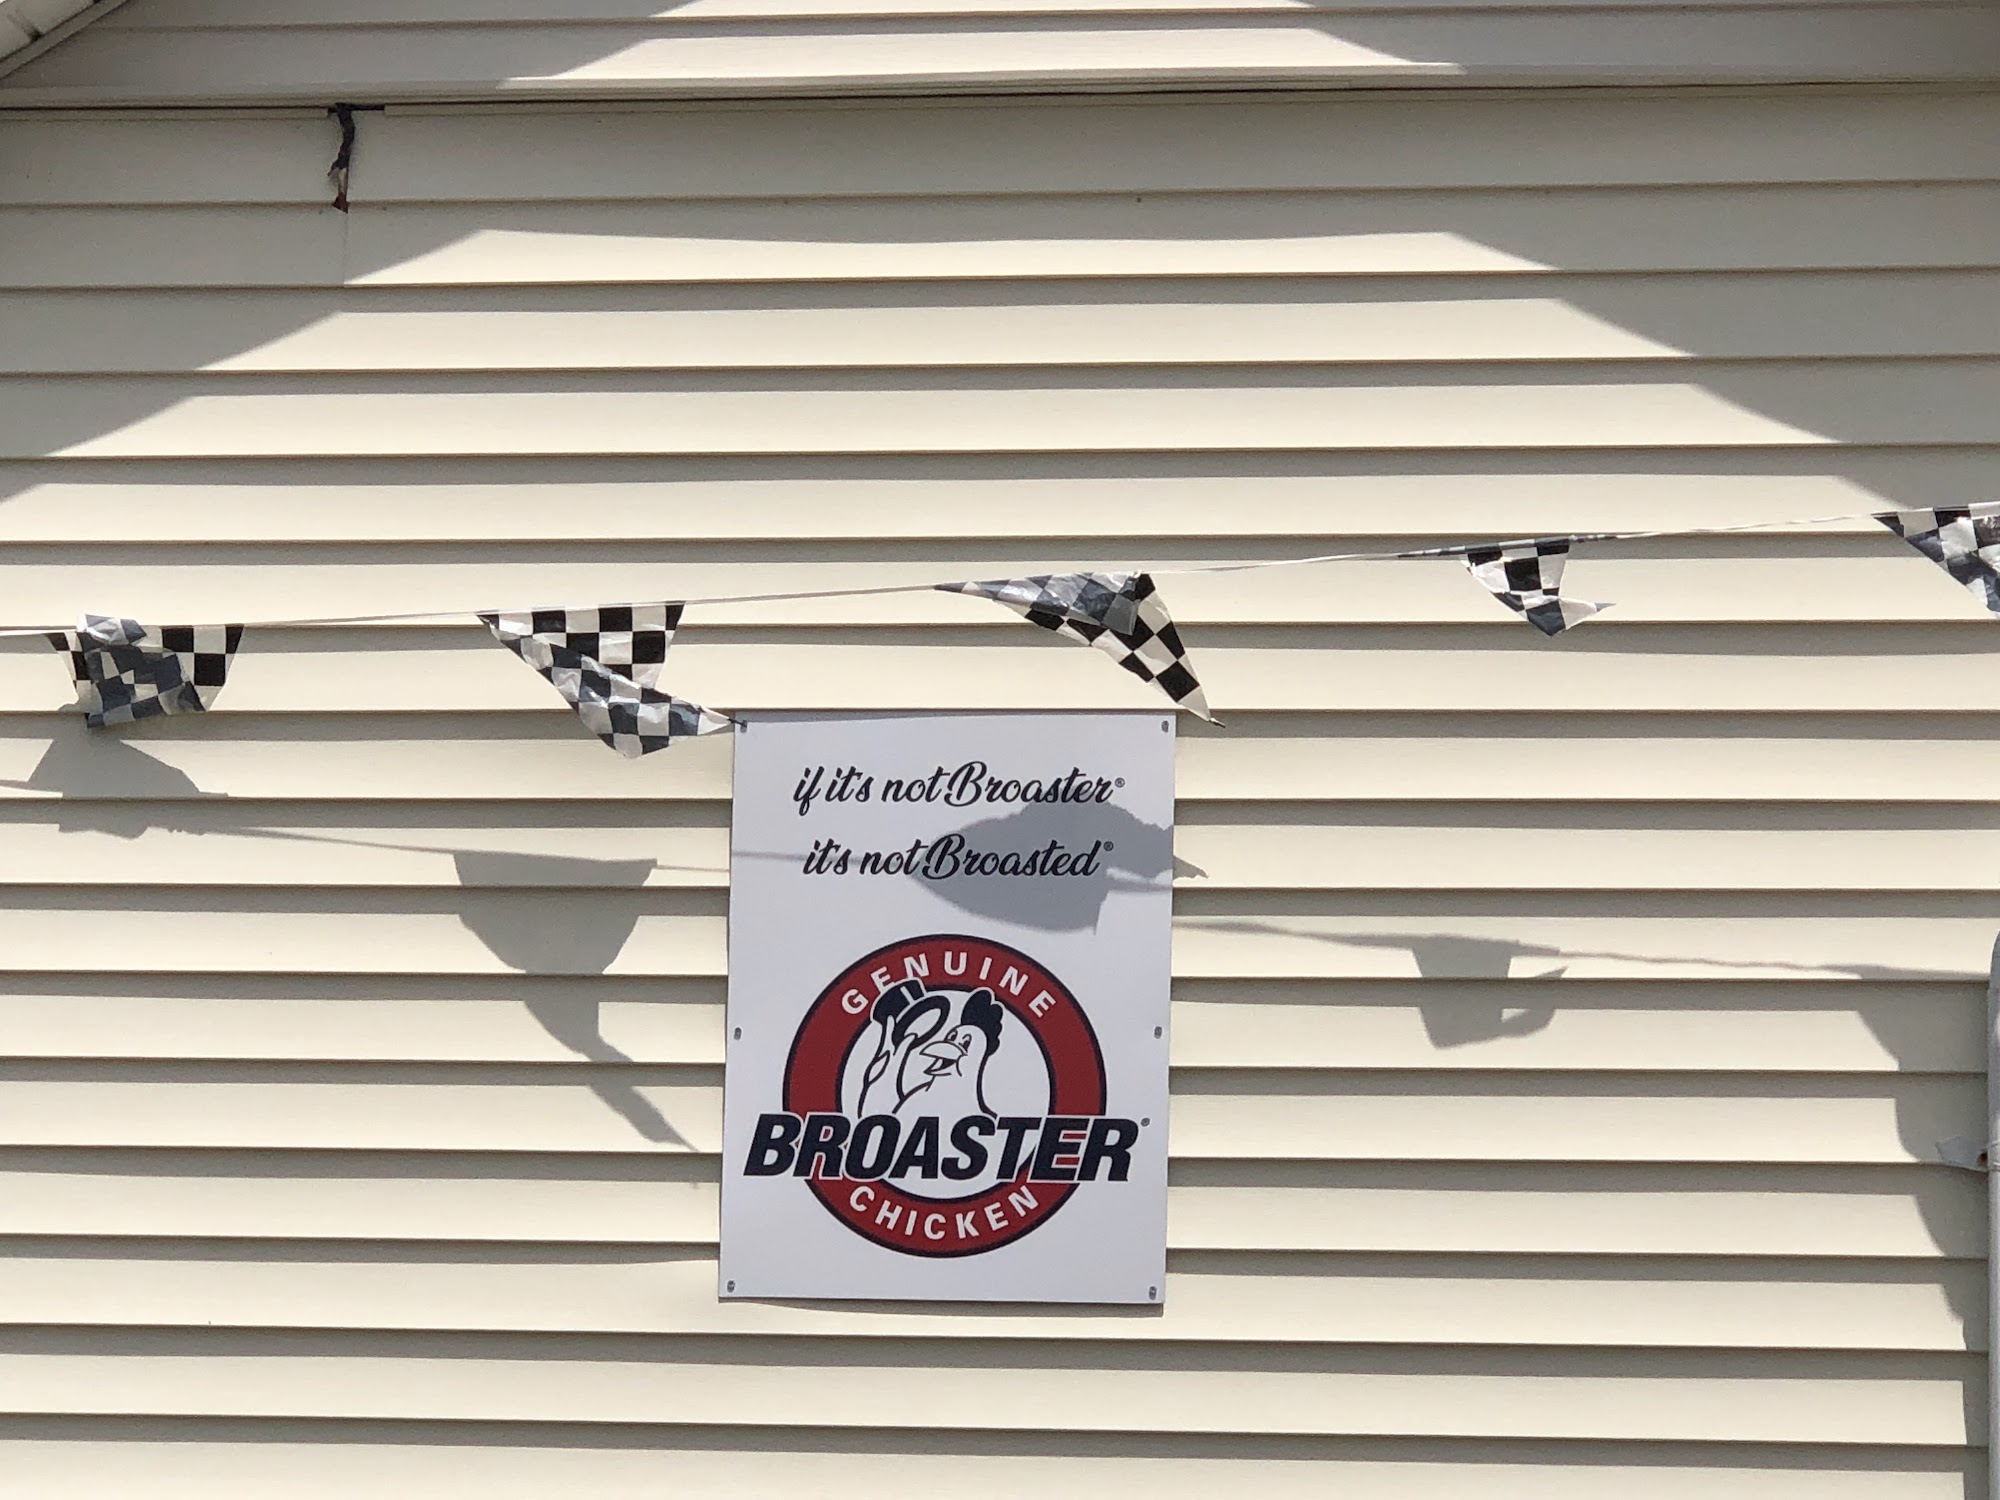 if it's not Broaster®
it's not Broasted®
GENUINE
BROASTER®
CHICKEN